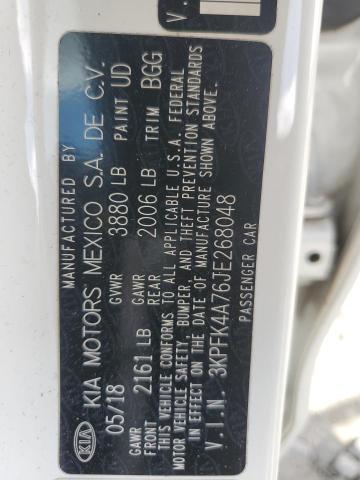 MANUFACTURED BY
KIA KIA MOTORS MEXICO S.A. DE C.V.
05/18 GVWR 3880 LB PAINT UD
GAWR FRONT 2161 LB GAWR REAR 2006 LB TRIM BGG
THIS VEHICLE CONFORMS TO ALL APPLICABLE U.S.A. FEDERAL
MOTOR VEHICLE SAFETY, BUMPER, AND THEFT PREVENTION STANDARDS
IN EFFECT ON THE DATE OF MANUFACTURE SHOWN ABOVE.
V.I.N. 3KPFK4A76JE268048
PASSENGER CAR
V.